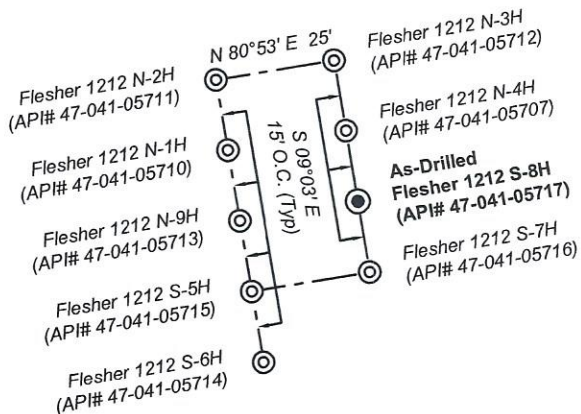 N 80°53' E 25'
Flesher 1212 N-3H
(API# 47-041-05712)
Flesher 1212 N-2H
(API# 47-041-05711)
Flesher 1212 N-4H
(API# 47-041-05707)
S 09°03' E
15' O.C. (Typ)
Flesher 1212 N-1H
(API# 47-041-05710)
As-Drilled
Flesher 1212 S-8H
(API# 47-041-05717)
Flesher 1212 N-9H
(API# 47-041-05713)
Flesher 1212 S-7H
(API# 47-041-05716)
Flesher 1212 S-5H
(API# 47-041-05715)
Flesher 1212 S-6H
(API# 47-041-05714)